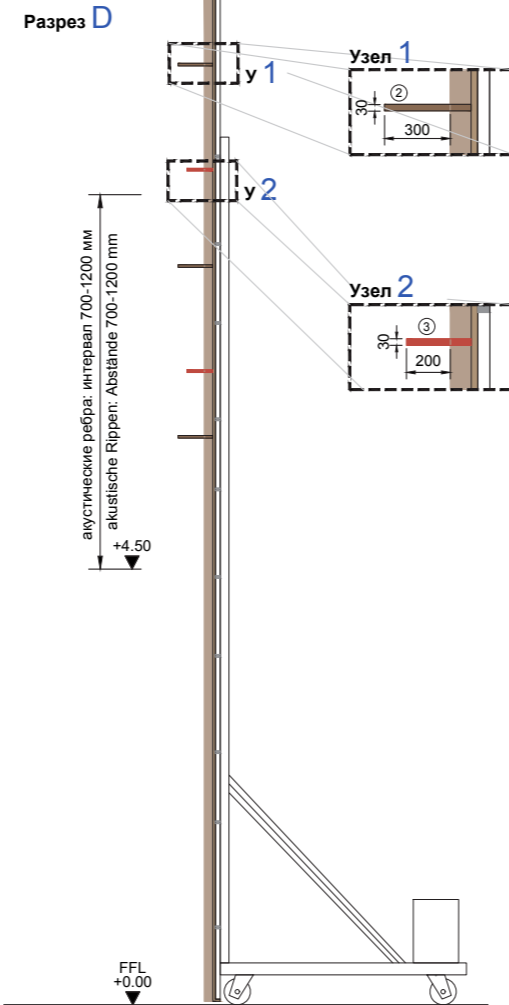 Разрез D
У 1
Узел 1
②
30
300
У 2
Узел 2
③
30
200
акустические ребра: интервал 700-1200 мм
akustische Rippen: Abstände 700-1200 mm
+4.50
FFL
+0.00